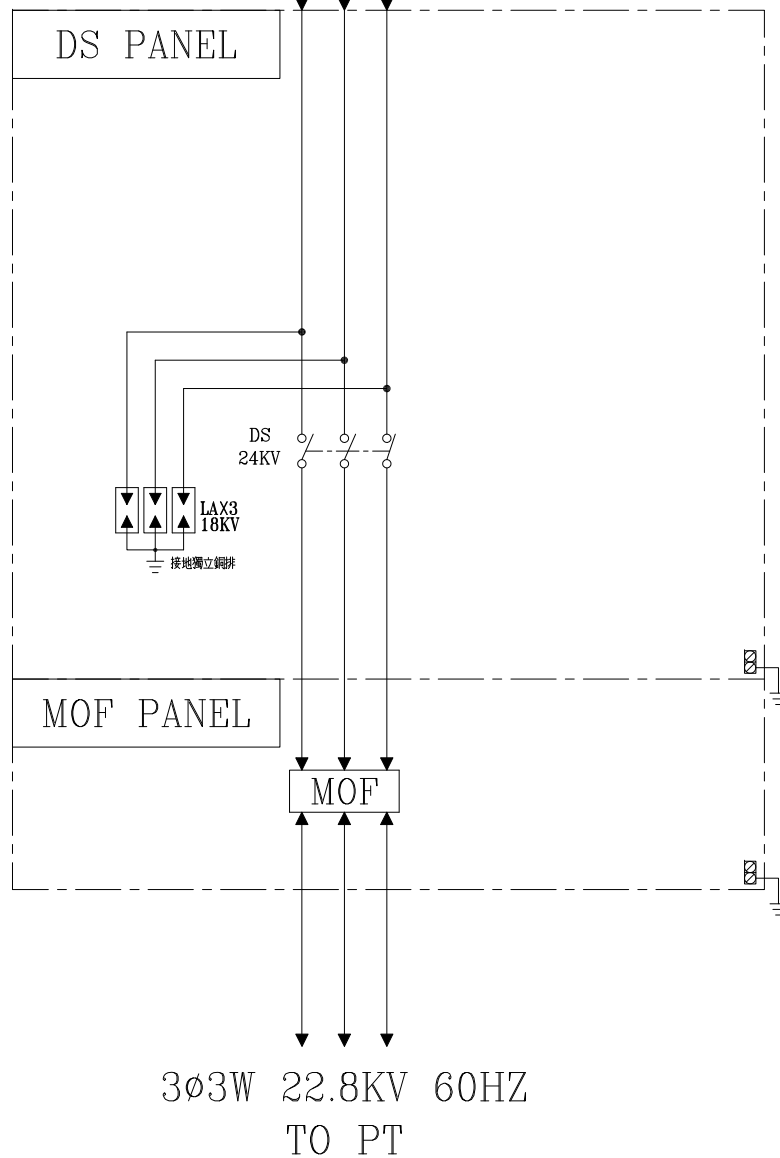 DS PANEL
DS
24KV
LAX3
18KV
接地獨立銅排
MOF PANEL
MOF
3ø3W 22.8KV 60HZ
TO PT